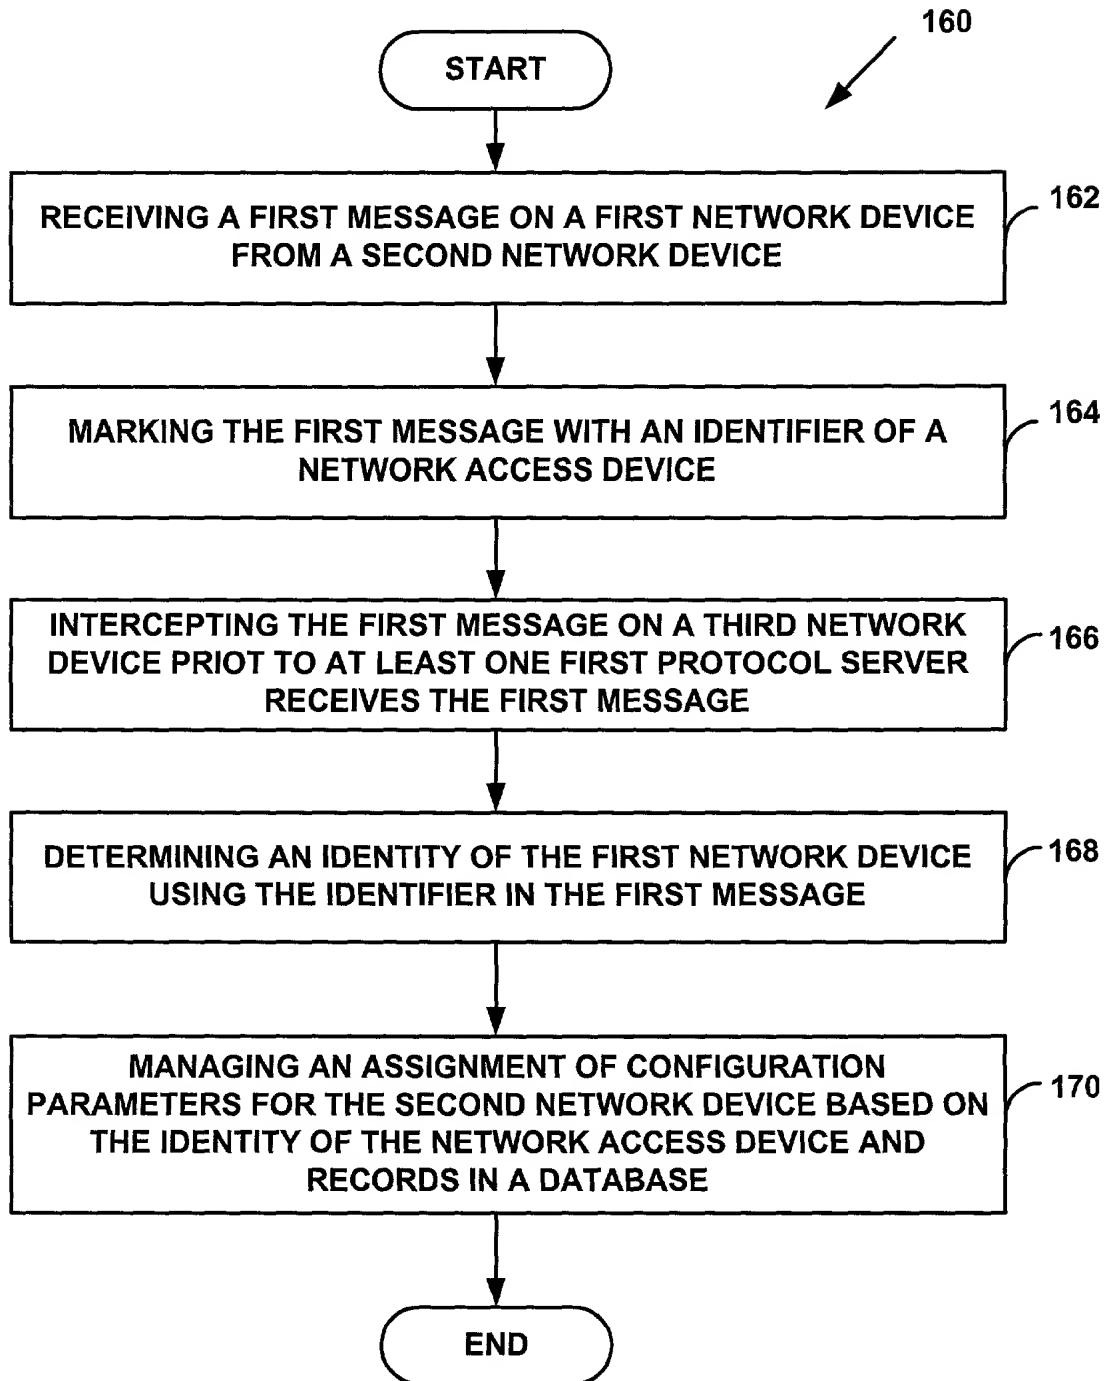 160
START
RECEIVING A FIRST MESSAGE ON A FIRST NETWORK DEVICE
FROM A SECOND NETWORK DEVICE
162
MARKING THE FIRST MESSAGE WITH AN IDENTIFIER OF A
NETWORK ACCESS DEVICE
164
INTERCEPTING THE FIRST MESSAGE ON A THIRD NETWORK
DEVICE PRIOT TO AT LEAST ONE FIRST PROTOCOL SERVER
RECEIVES THE FIRST MESSAGE
166
DETERMINING AN IDENTITY OF THE FIRST NETWORK DEVICE
USING THE IDENTIFIER IN THE FIRST MESSAGE
168
MANAGING AN ASSIGNMENT OF CONFIGURATION
PARAMETERS FOR THE SECOND NETWORK DEVICE BASED ON
THE IDENTITY OF THE NETWORK ACCESS DEVICE AND
RECORDS IN A DATABASE
170
END